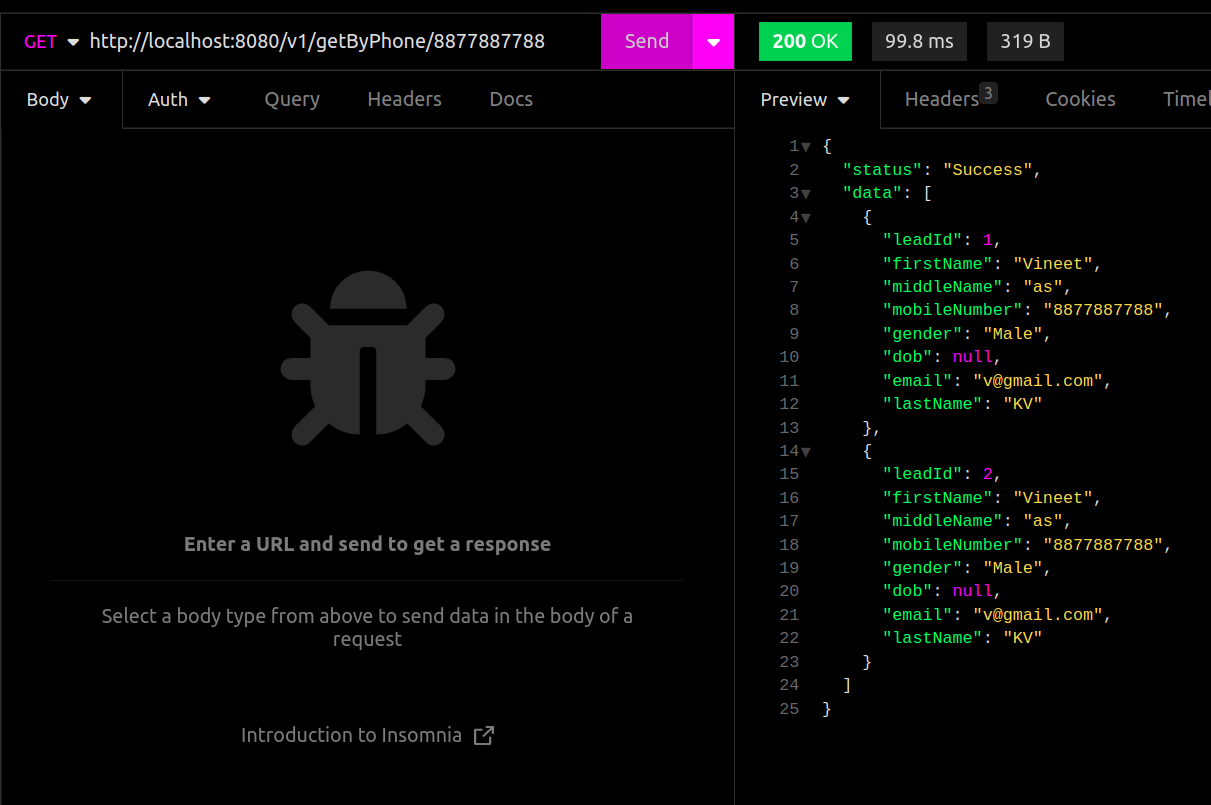 GET http://localhost:8080/v1/getByPhone/8877887788 Send 200 OK 99.8 ms 319 B
Body Auth Query Headers Docs Preview Headers 3 Cookies Timel
Enter a URL and send to get a response
Select a body type from above to send data in the body of a
request
Introduction to Insomnia
1 {
2 "status": "Success",
3 "data": [
4 {
5 "leadId": 1,
6 "firstName": "Vineet",
7 "middleName": "as",
8 "mobileNumber": "8877887788",
9 "gender": "Male",
10 "dob": null,
11 "email": "v@gmail.com",
12 "lastName": "KV"
13 },
14 {
15 "leadId": 2,
16 "firstName": "Vineet",
17 "middleName": "as",
18 "mobileNumber": "8877887788",
19 "gender": "Male",
20 "dob": null,
21 "email": "v@gmail.com",
22 "lastName": "KV"
23 }
24 ]
25 }